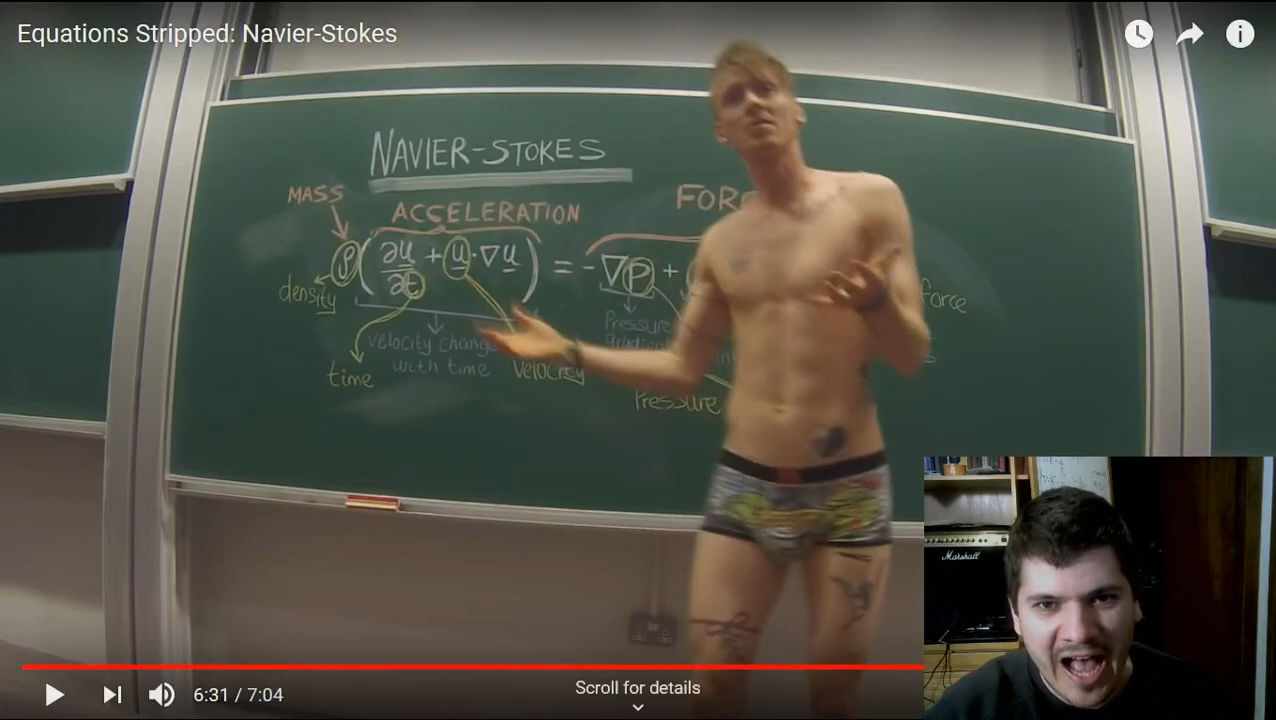 Equations Stripped: Navier-Stokes
NAVIER-STOKES
MASS
ACCELERATION
FORC
ρ(∂u/∂t + u·∇u) = -∇p +
density
force
Pressure
velocity change
with time
time
velocity
Pressure
Marshall
6:31 / 7:04
Scroll for details